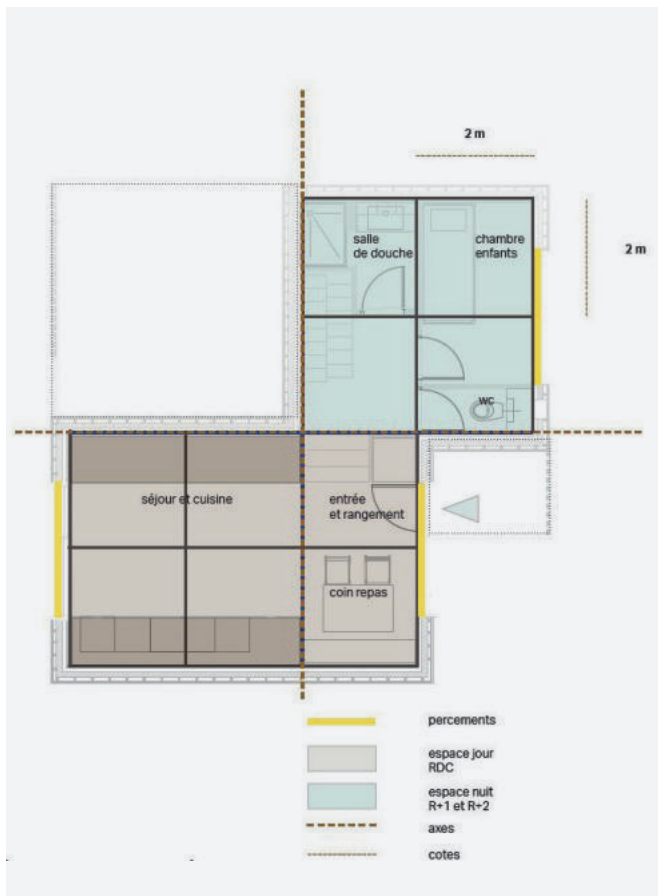 2 m
2 m
salle
de douche
chambre
enfants
WC
séjour et cuisine
entrée
et rangement
coin repas
percements
espace jour
RDC
espace nuit
R+1 et R+2
axes
cotes